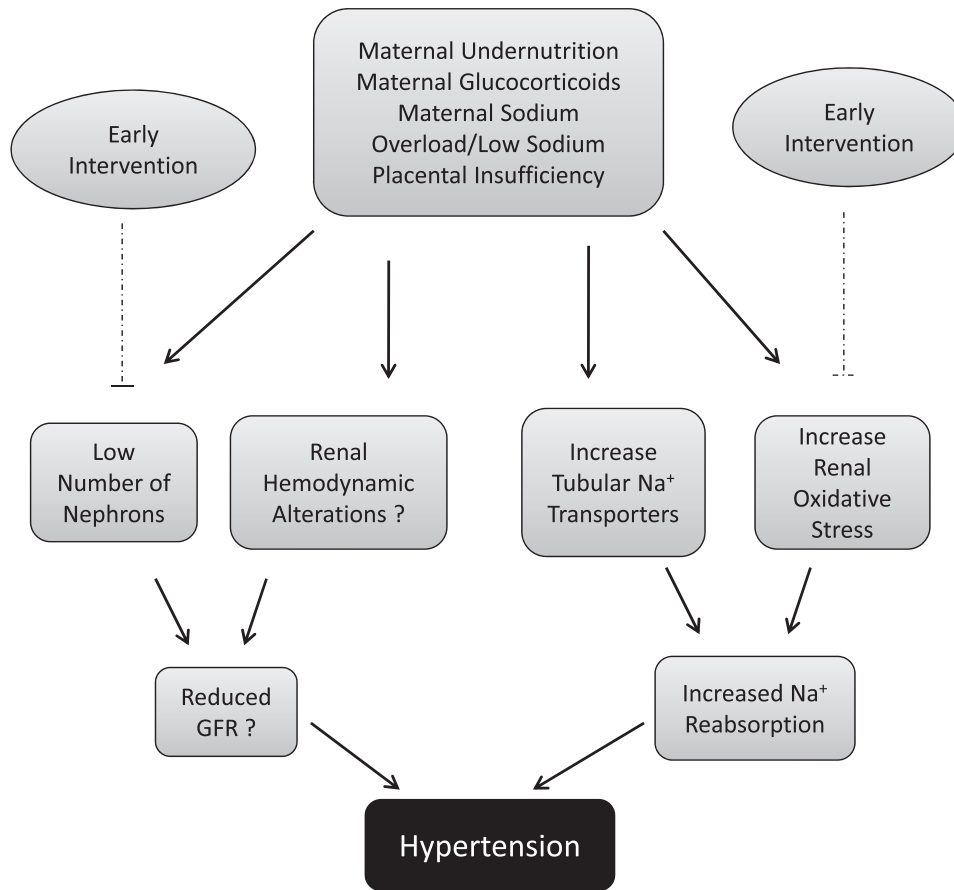 Maternal Undernutrition
Maternal Glucocorticoids
Maternal Sodium
Overload/Low Sodium
Placental Insufficiency
Early
Intervention
Early
Intervention
Low
Number of
Nephrons
Renal
Hemodynamic
Alterations ?
Increase
Tubular Na⁺
Transporters
Increase
Renal
Oxidative
Stress
Reduced
GFR ?
Increased Na⁺
Reabsorption
Hypertension